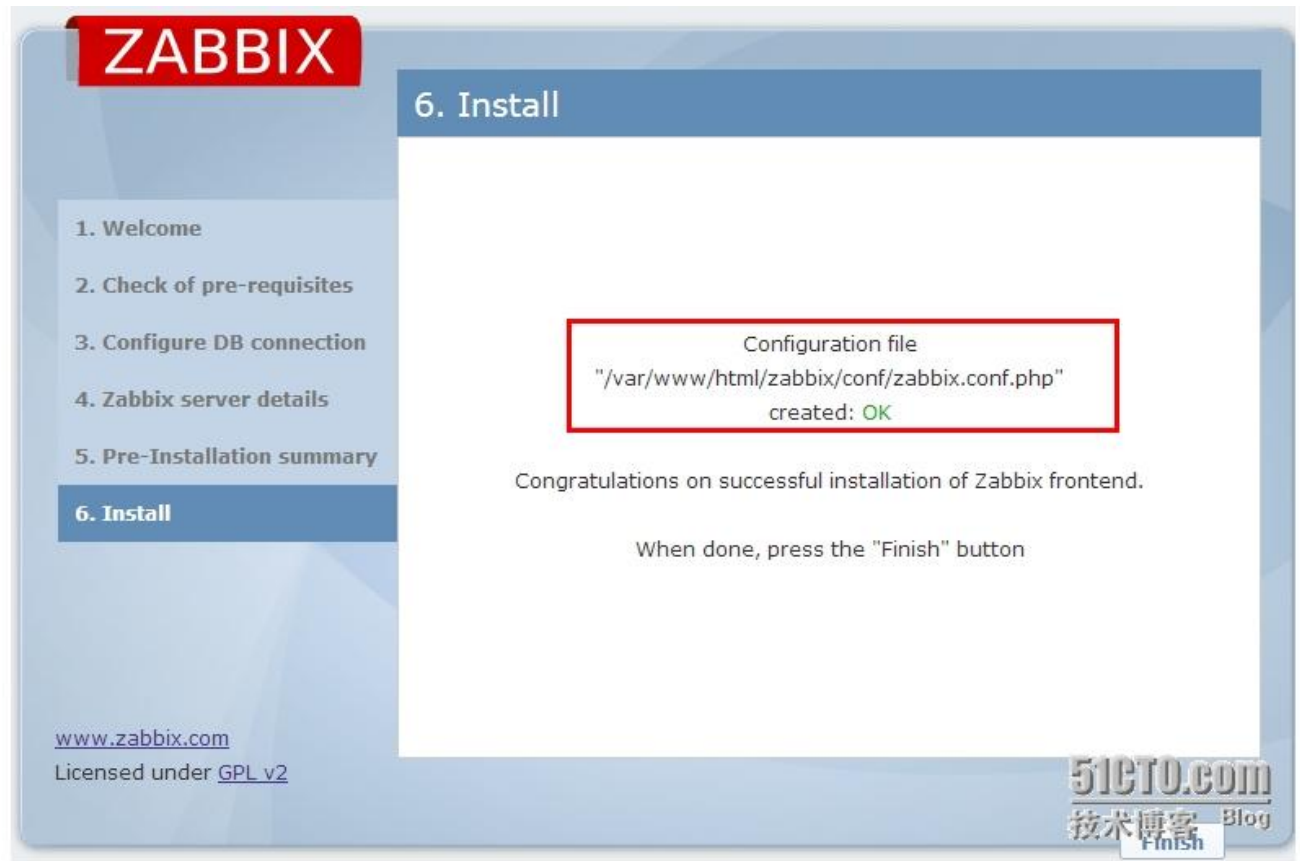 ZABBIX
6. Install
1. Welcome
2. Check of pre-requisites
3. Configure DB connection
4. Zabbix server details
5. Pre-Installation summary
6. Install
Configuration file
"/var/www/html/zabbix/conf/zabbix.conf.php"
created: OK
Congratulations on successful installation of Zabbix frontend.
When done, press the "Finish" button
www.zabbix.com
Licensed under GPL v2
51CTO.com
技术博客 Blog
Finish